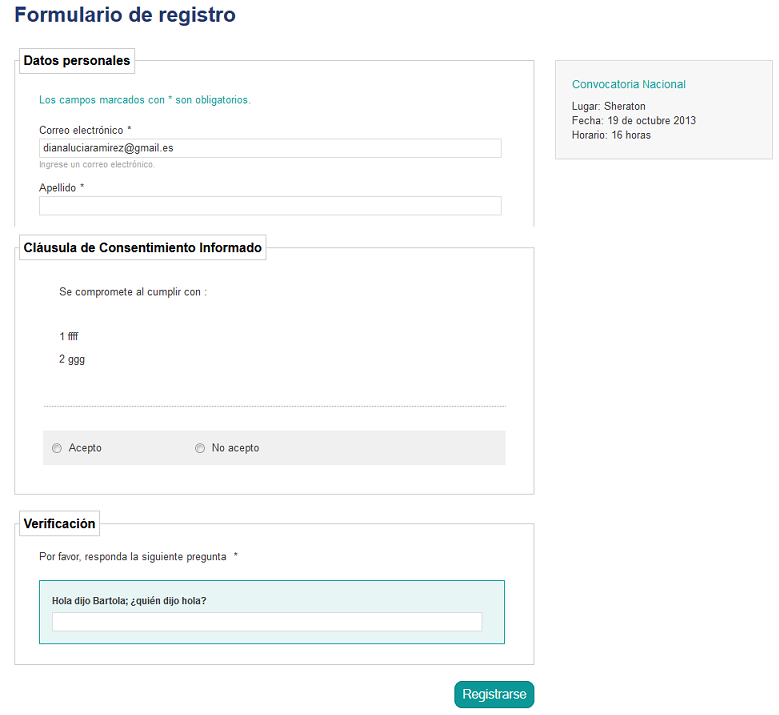 Formulario de registro
Datos personales
Los campos marcados con * son obligatorios.
Correo electrónico *
dianaluciaramirez@gmail.es
Ingrese un correo electrónico.
Apellido *
Convocatoria Nacional
Lugar: Sheraton
Fecha: 19 de octubre 2013
Horario: 16 horas
Cláusula de Consentimiento Informado
Se compromete al cumplir con :
1 ffff
2 ggg
Acepto
No acepto
Verificación
Por favor, responda la siguiente pregunta *
Hola dijo Bartola; ¿quién dijo hola?
Registrarse